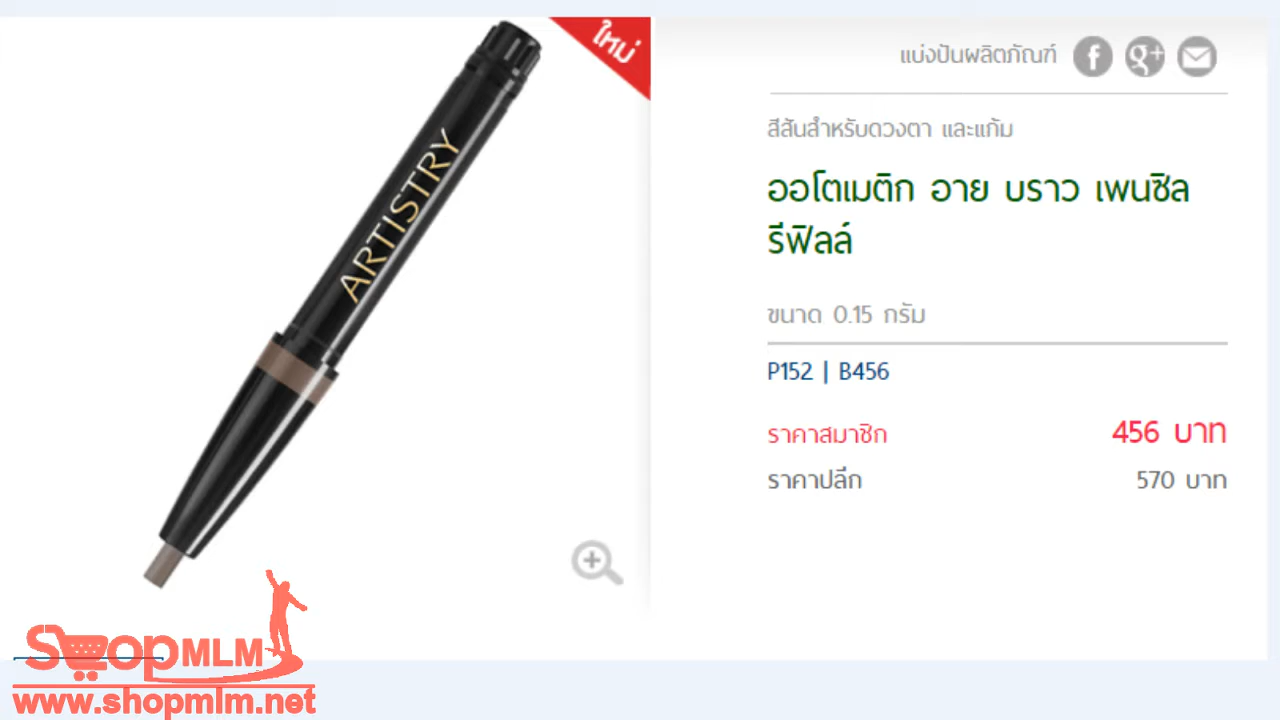 ใหม่
ARTISTRY
แบ่งปันผลิตภัณฑ์
สีสันสำหรับดวงตา และแก้ม
ออโตเมติก อาย บราว เพนซิล
รีฟิลล์
ขนาด 0.15 กรัม
P152 | B456
ราคาสมาชิก 456 บาท
ราคาปลีก 570 บาท
ShopMLM
www.shopmlm.net